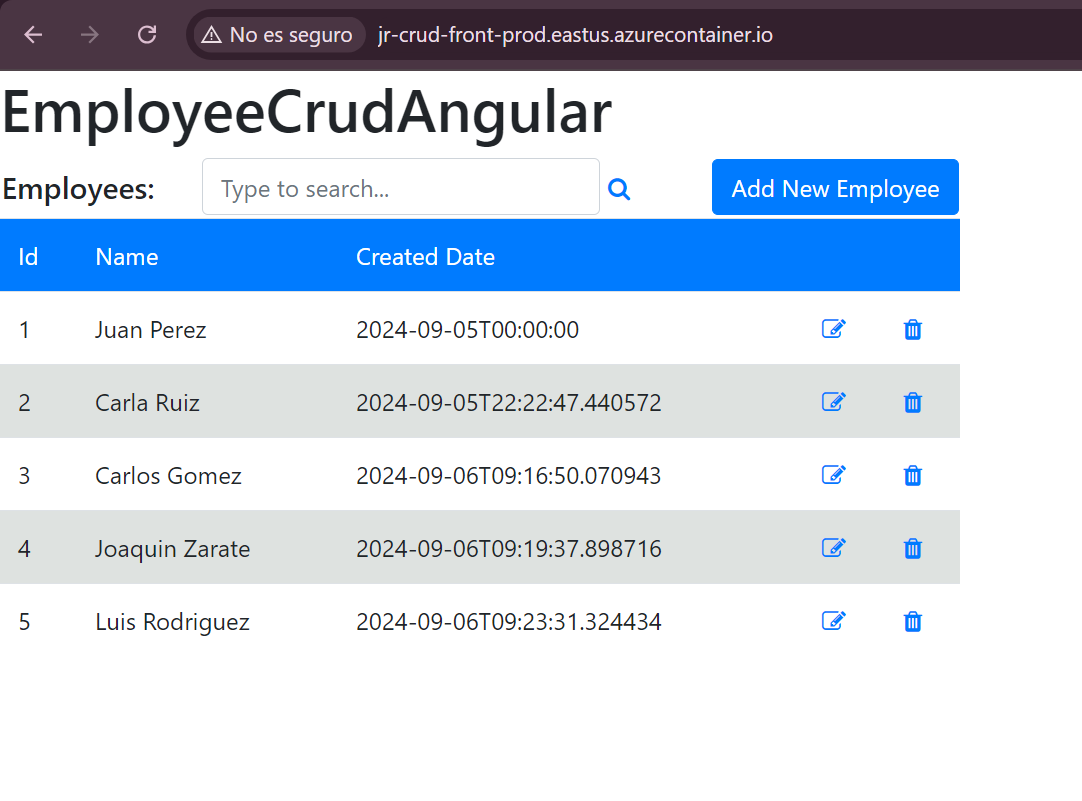 No es seguro jr-crud-front-prod.eastus.azurecontainer.io
EmployeeCrudAngular
Employees: Type to search... Add New Employee
Id Name Created Date
1 Juan Perez 2024-09-05T00:00:00
2 Carla Ruiz 2024-09-05T22:22:47.440572
3 Carlos Gomez 2024-09-06T09:16:50.070943
4 Joaquin Zarate 2024-09-06T09:19:37.898716
5 Luis Rodriguez 2024-09-06T09:23:31.324434